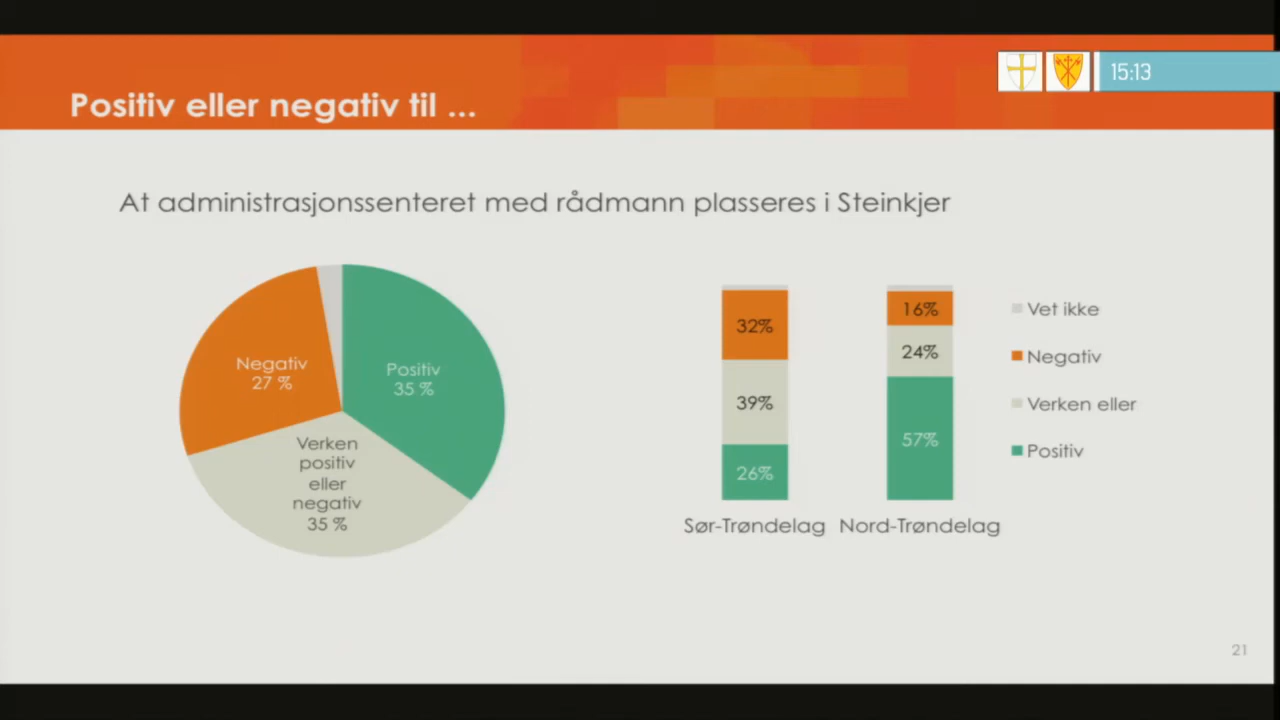 15:13
Positiv eller negativ til ...
At administrasjonssenteret med rådmann plasseres i Steinkjer
Negativ
27 %
Positiv
35 %
Verken
positiv
eller
negativ
35 %
32%
39%
26%
Sør-Trøndelag
16%
24%
57%
Nord-Trøndelag
Vet ikke
Negativ
Verken eller
Positiv
21